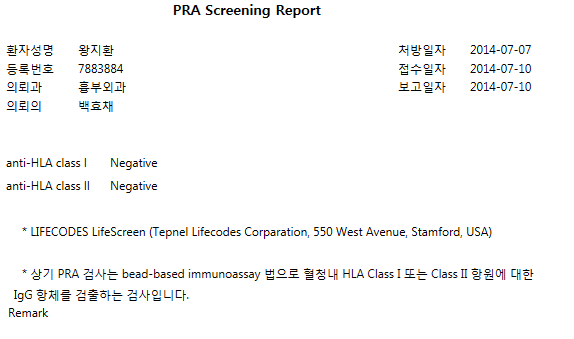 PRA Screening Report
환자성명 왕지환 처방일자 2014-07-07
등록번호 7883884 접수일자 2014-07-10
의뢰과 흉부외과 보고일자 2014-07-10
의뢰의 백효채
anti-HLA class I Negative
anti-HLA class II Negative
* LIFECODES LifeScreen (Tepnel Lifecodes Corparation, 550 West Avenue, Stamford, USA)
* 상기 PRA 검사는 bead-based immunoassay 법으로 혈청내 HLA Class I 또는 Class II 항원에 대한
IgG 항체를 검출하는 검사입니다.
Remark